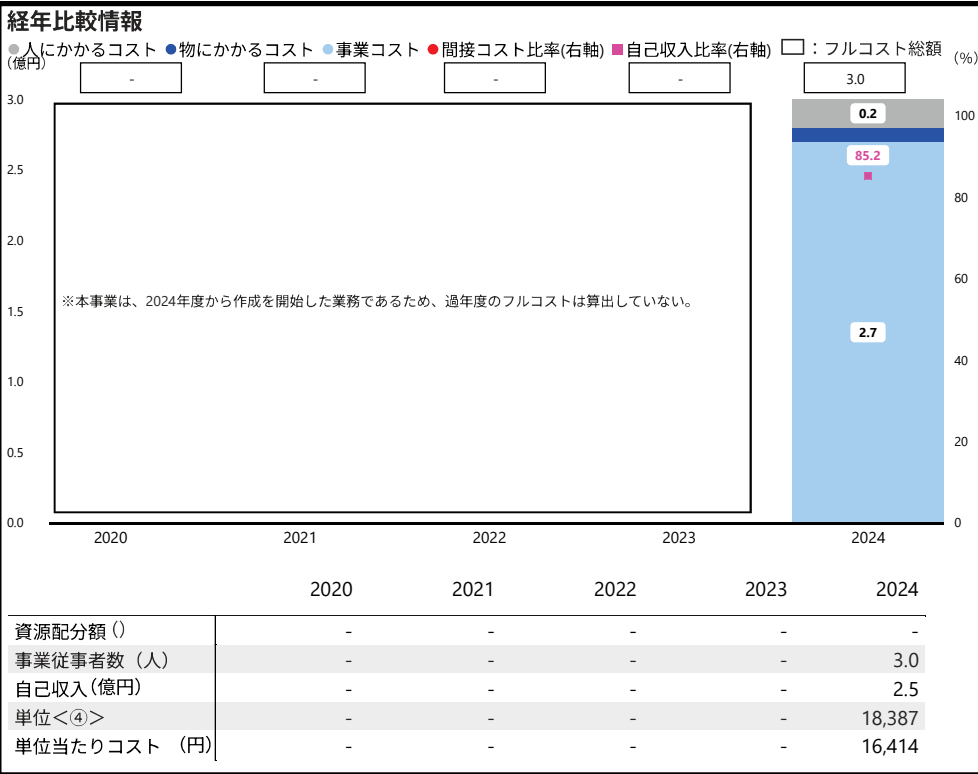 経年比較情報
●人にかかるコスト ●物にかかるコスト ●事業コスト ●間接コスト比率(右軸) ■自己収入比率(右軸) □：フルコスト総額
(億円) (%)
- - - - 3.0
3.0
2.5
2.0
1.5
1.0
0.5
0.0
※本事業は、2024年度から作成を開始した業務であるため、過年度のフルコストは算出していない。
0.2
85.2
2.7
100
80
60
40
20
0
2020 2021 2022 2023 2024
2020 2021 2022 2023 2024
資源配分額() - - - - -
事業従事者数（人） - - - - 3.0
自己収入(億円) - - - - 2.5
単位＜④＞ - - - - 18,387
単位当たりコスト （円) - - - - 16,414